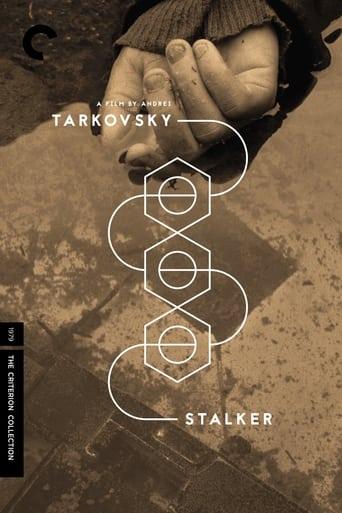 A FILM BY ANDREI
TARKOVSKY
STALKER
1979
THE CRITERION COLLECTION